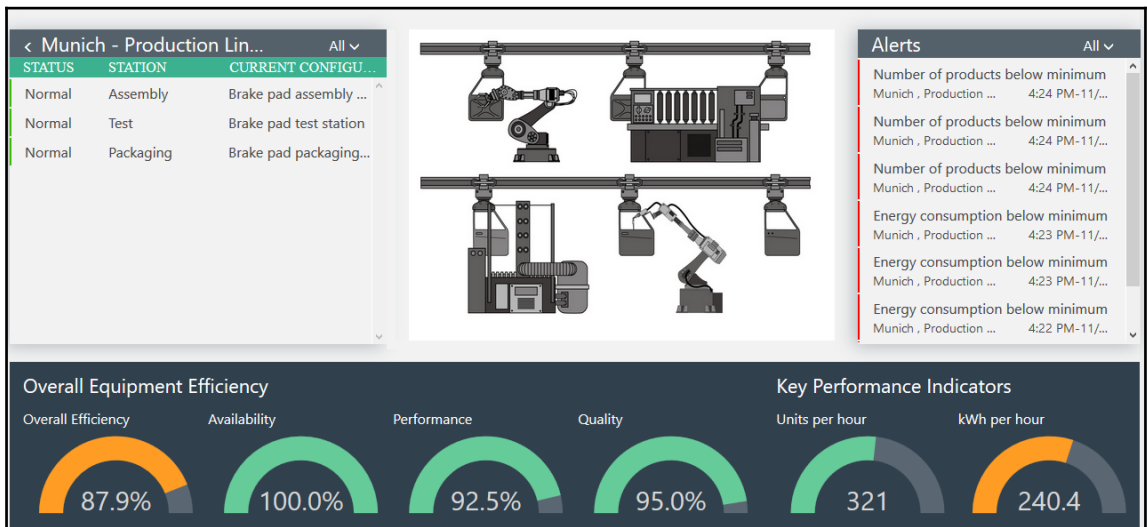 ‹ Munich - Production Lin... All
STATUS STATION CURRENT CONFIGU...
Normal Assembly Brake pad assembly ...
Normal Test Brake pad test station
Normal Packaging Brake pad packaging...
Alerts All
Number of products below minimum
Munich , Production ... 4:24 PM-11/...
Number of products below minimum
Munich , Production ... 4:24 PM-11/...
Number of products below minimum
Munich , Production ... 4:24 PM-11/...
Energy consumption below minimum
Munich , Production ... 4:23 PM-11/...
Energy consumption below minimum
Munich , Production ... 4:23 PM-11/...
Energy consumption below minimum
Munich , Production ... 4:22 PM-11/...
Overall Equipment Efficiency
Overall Efficiency Availability Performance Quality
87.9% 100.0% 92.5% 95.0%
Key Performance Indicators
Units per hour kWh per hour
321 240.4